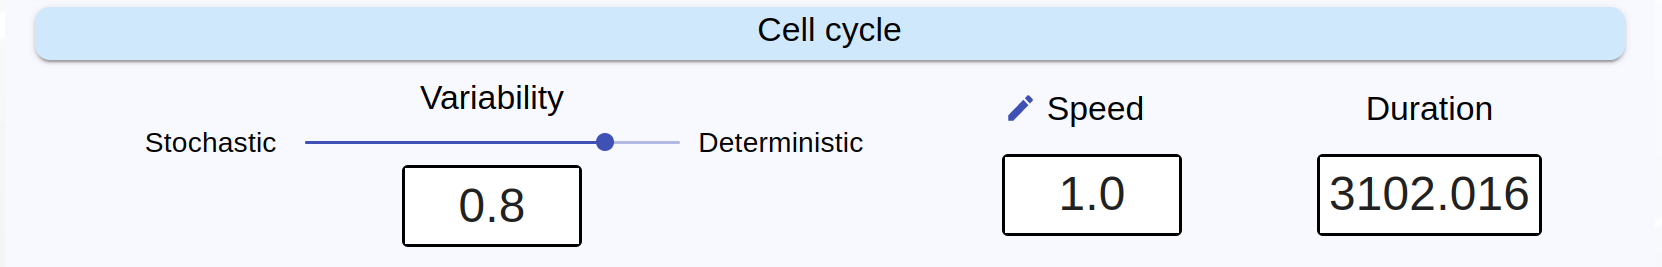 Cell cycle
Variability
Stochastic
Deterministic
0.8
Speed
1.0
Duration
3102.016